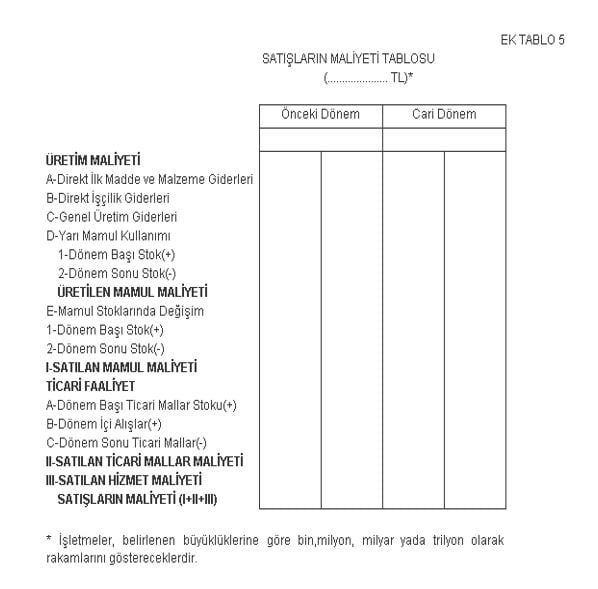 EK TABLO 5
SATIŞLARIN MALİYETİ TABLOSU
(..................... TL)*
Önceki Dönem Cari Dönem
ÜRETİM MALİYETİ
A-Direkt İlk Madde ve Malzeme Giderleri
B-Direkt İşçilik Giderleri
C-Genel Üretim Giderleri
D-Yarı Mamul Kullanımı
1-Dönem Başı Stok(+)
2-Dönem Sonu Stok(-)
ÜRETİLEN MAMUL MALİYETİ
E-Mamul Stoklarında Değişim
1-Dönem Başı Stok(+)
2-Dönem Sonu Stok(-)
I-SATILAN MAMUL MALİYETİ
TİCARİ FAALİYET
A-Dönem Başı Ticari Mallar Stoku(+)
B-Dönem İçi Alışlar(+)
C-Dönem Sonu Ticari Mallar(-)
II-SATILAN TİCARİ MALLAR MALİYETİ
III-SATILAN HİZMET MALİYETİ
SATIŞLARIN MALİYETİ (I+II+III)
* İşletmeler, belirlenen büyüklüklerine göre bin,milyon, milyar yada trilyon olarak
rakamlarını göstereceklerdir.